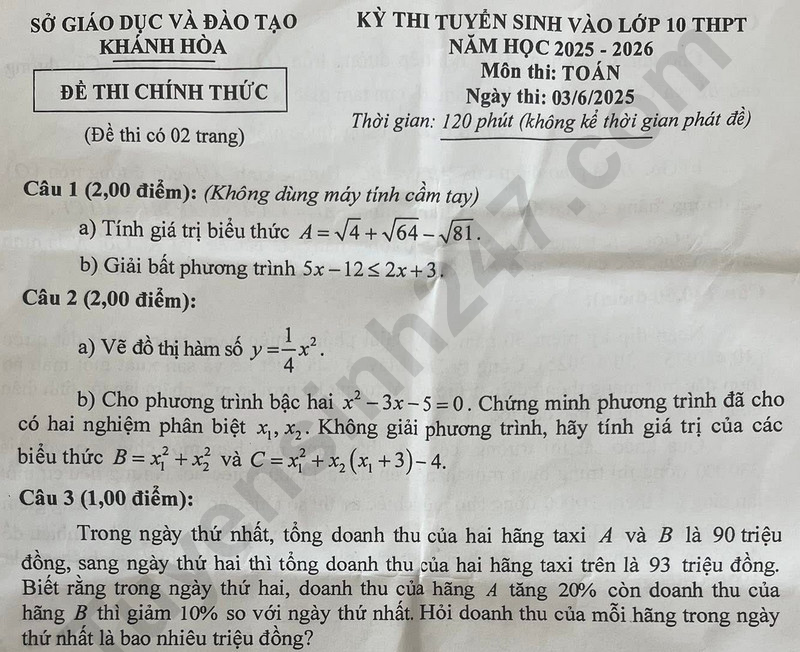 SỞ GIÁO DỤC VÀ ĐÀO TẠO
KHÁNH HÒA
ĐỀ THI CHÍNH THỨC
(Đề thi có 02 trang)
KỲ THI TUYỂN SINH VÀO LỚP 10 THPT
NĂM HỌC 2025 - 2026
Môn thi: TOÁN
Ngày thi: 03/6/2025
Thời gian: 120 phút (không kể thời gian phát đề)
Câu 1 (2,00 điểm): (Không dùng máy tính cầm tay)
a) Tính giá trị biểu thức A = √4 + √64 − √81.
b) Giải bất phương trình 5x − 12 ≤ 2x + 3.
Câu 2 (2,00 điểm):
a) Vẽ đồ thị hàm số y = 1/4 x².
b) Cho phương trình bậc hai x² − 3x − 5 = 0. Chứng minh phương trình đã cho
có hai nghiệm phân biệt x₁, x₂. Không giải phương trình, hãy tính giá trị của các
biểu thức B = x₁² + x₂² và C = x₁² + x₂(x₁ + 3) − 4.
Câu 3 (1,00 điểm):
Trong ngày thứ nhất, tổng doanh thu của hai hãng taxi A và B là 90 triệu
đồng, sang ngày thứ hai thì tổng doanh thu của hai hãng taxi trên là 93 triệu đồng.
Biết rằng trong ngày thứ hai, doanh thu của hãng A tăng 20% còn doanh thu của
hãng B thì giảm 10% so với ngày thứ nhất. Hỏi doanh thu của mỗi hãng trong ngày
thứ nhất là bao nhiêu triệu đồng?
tuyensinh247.com